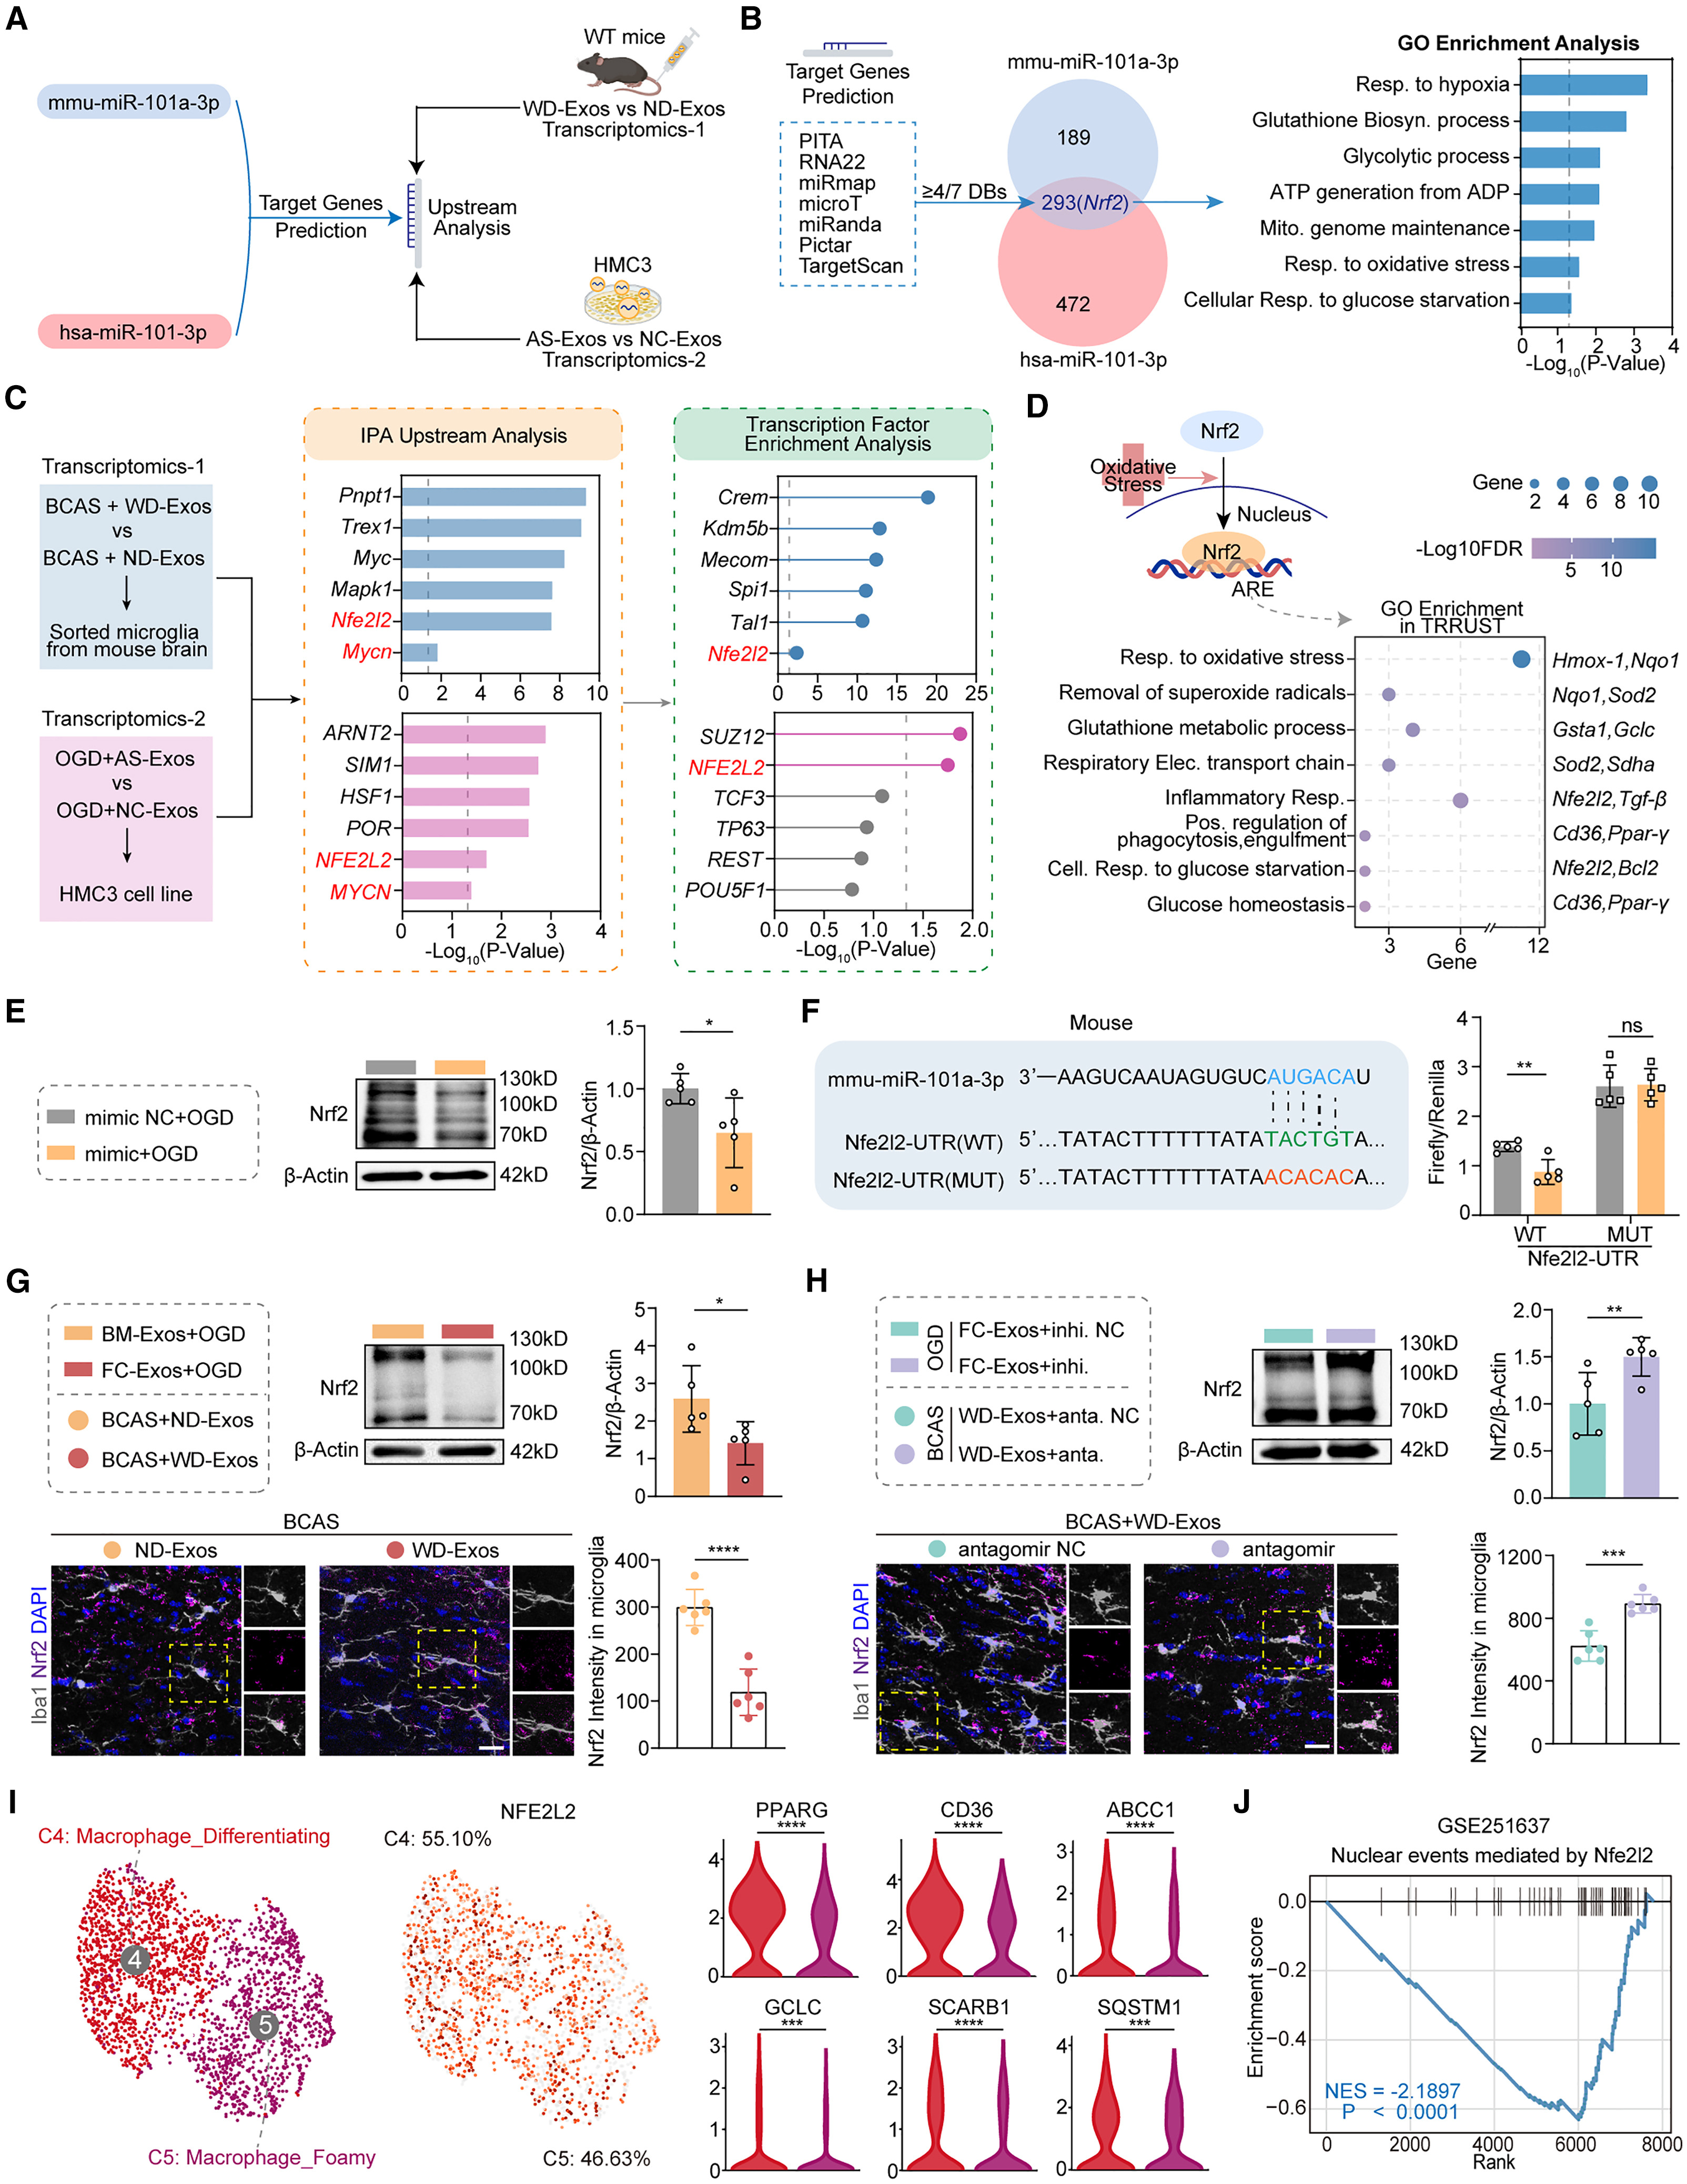 A
mmu-miR-101a-3p
hsa-miR-101-3p
Target Genes
Prediction
WT mice
WD-Exos vs ND-Exos
Transcriptomics-1
Upstream
Analysis
HMC3
AS-Exos vs NC-Exos
Transcriptomics-2
B
Target Genes
Prediction
PITA
RNA22
miRmap
microT
miRanda
Pictar
TargetScan
≥4/7 DBs
mmu-miR-101a-3p
189
293(Nrf2)
472
hsa-miR-101-3p
GO Enrichment Analysis
Resp. to hypoxia
Glutathione Biosyn. process
Glycolytic process
ATP generation from ADP
Mito. genome maintenance
Resp. to oxidative stress
Cellular Resp. to glucose starvation
0 1 2 3 4
-Log10(P-Value)
C
Transcriptomics-1
BCAS + WD-Exos
vs
BCAS + ND-Exos
Sorted microglia
from mouse brain
Transcriptomics-2
OGD+AS-Exos
vs
OGD+NC-Exos
HMC3 cell line
IPA Upstream Analysis
Pnpt1
Trex1
Myc
Mapk1
Nfe2l2
Mycn
0 2 4 6 8 10
ARNT2
SIM1
HSF1
POR
NFE2L2
MYCN
0 1 2 3 4
-Log10(P-Value)
Transcription Factor
Enrichment Analysis
Crem
Kdm5b
Mecom
Spi1
Tal1
Nfe2l2
0 5 10 15 20 25
SUZ12
NFE2L2
TCF3
TP63
REST
POU5F1
0.0 0.5 1.0 1.5 2.0
-Log10(P-Value)
D
Nrf2
Oxidative
Stress
Nucleus
Nrf2
ARE
Gene
2 4 6 8 10
-Log10FDR
5 10
GO Enrichment
in TRRUST
Resp. to oxidative stress
Hmox-1,Nqo1
Removal of superoxide radicals
Nqo1,Sod2
Glutathione metabolic process
Gsta1,Gclc
Respiratory Elec. transport chain
Sod2,Sdha
Inflammatory Resp.
Nfe2l2,Tgf-β
Pos. regulation of
phagocytosis,engulfment
Cd36,Ppar-γ
Cell. Resp. to glucose starvation
Nfe2l2,Bcl2
Glucose homeostasis
Cd36,Ppar-γ
3 6 12
Gene
E
mimic NC+OGD
mimic+OGD
Nrf2
130kD
100kD
70kD
β-Actin
42kD
Nrf2/β-Actin
1.5
1.0
0.5
0.0
*
F
Mouse
mmu-miR-101a-3p 3'—AAGUCAAUAGUGUCAUGACAU
Nfe2l2-UTR(WT) 5'...TATACTTTTTTATATACTGTA...
Nfe2l2-UTR(MUT) 5'...TATACTTTTTTATAACACACA...
Firefly/Renilla
4
3
2
1
0
**
ns
WT MUT
Nfe2l2-UTR
G
BM-Exos+OGD
FC-Exos+OGD
BCAS+ND-Exos
BCAS+WD-Exos
Nrf2
130kD
100kD
70kD
β-Actin
42kD
Nrf2/β-Actin
5
4
3
2
1
0
*
BCAS
ND-Exos
WD-Exos
Iba1 Nrf2 DAPI
Nrf2 Intensity in microglia
400
300
200
100
0
****
H
OGD
FC-Exos+inhi. NC
FC-Exos+inhi.
BCAS
WD-Exos+anta. NC
WD-Exos+anta.
Nrf2
130kD
100kD
70kD
β-Actin
42kD
Nrf2/β-Actin
2.0
1.5
1.0
0.5
0.0
**
BCAS+WD-Exos
antagomir NC
antagomir
Iba1 Nrf2 DAPI
Nrf2 Intensity in microglia
1200
800
400
0
***
I
C4: Macrophage_Differentiating
4
5
C5: Macrophage_Foamy
NFE2L2
C4: 55.10%
C5: 46.63%
PPARG
****
4
2
0
CD36
****
4
2
0
ABCC1
****
3
2
1
0
GCLC
***
3
2
1
0
SCARB1
****
3
2
1
0
SQSTM1
***
4
2
0
J
GSE251637
Nuclear events mediated by Nfe2l2
Enrichment score
0.0
−0.2
−0.4
−0.6
NES = -2.1897
P < 0.0001
0 2000 4000 6000 8000
Rank